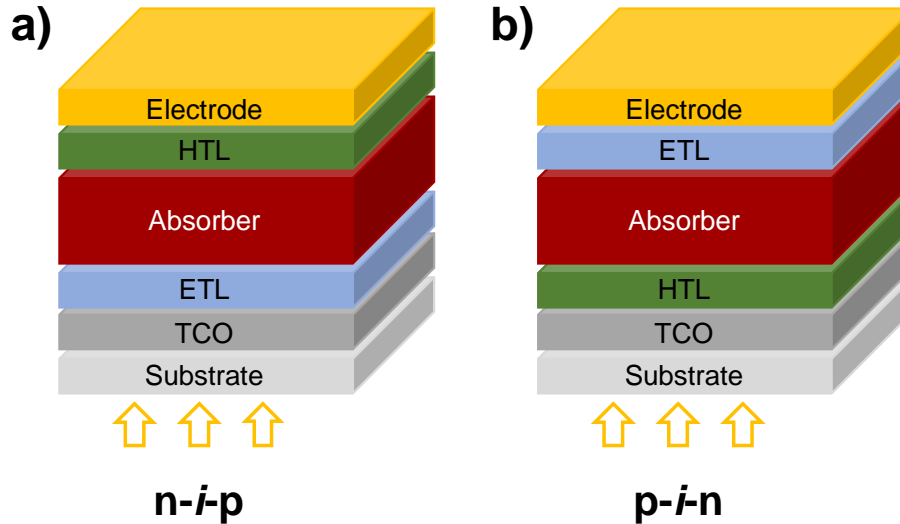 a)
Electrode
HTL
Absorber
ETL
TCO
Substrate
n-i-p
b)
Electrode
ETL
Absorber
HTL
TCO
Substrate
p-i-n